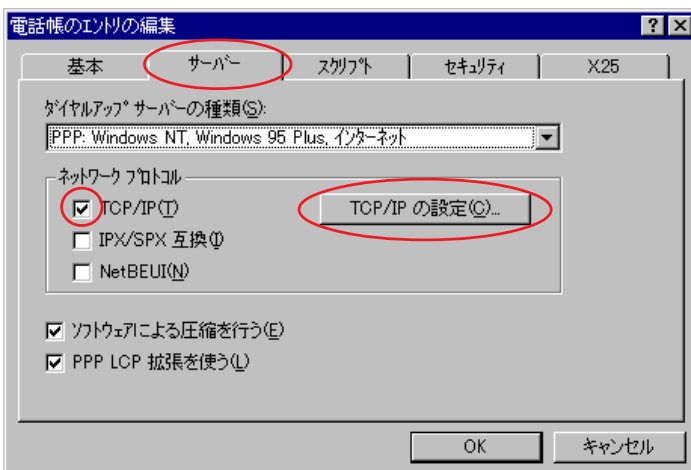 電話帳のエントリの編集
基本 サーバー スクリプト セキュリティ X.25
ダイヤルアップ サーバーの種類(S):
PPP: Windows NT, Windows 95 Plus, インターネット
ネットワーク プロトコル
TCP/IP(T) TCP/IP の設定(C)...
IPX/SPX 互換(I)
NetBEUI(N)
ソフトウェアによる圧縮を行う(E)
PPP LCP 拡張を使う(L)
OK キャンセル